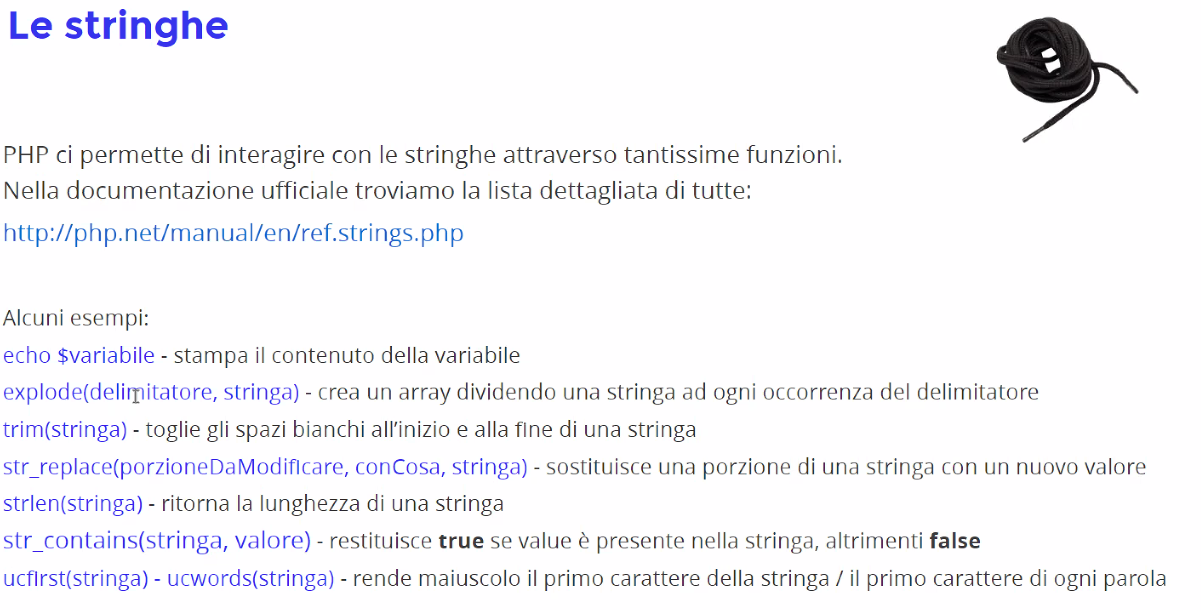 Le stringhe
PHP ci permette di interagire con le stringhe attraverso tantissime funzioni.
Nella documentazione ufficiale troviamo la lista dettagliata di tutte:
http://php.net/manual/en/ref.strings.php
Alcuni esempi:
echo $variabile - stampa il contenuto della variabile
explode(delimitatore, stringa) - crea un array dividendo una stringa ad ogni occorrenza del delimitatore
trim(stringa) - toglie gli spazi bianchi all’inizio e alla fine di una stringa
str_replace(porzioneDaModificare, conCosa, stringa) - sostituisce una porzione di una stringa con un nuovo valore
strlen(stringa) - ritorna la lunghezza di una stringa
str_contains(stringa, valore) - restituisce true se value è presente nella stringa, altrimenti false
ucfirst(stringa) - ucwords(stringa) - rende maiuscolo il primo carattere della stringa / il primo carattere di ogni parola